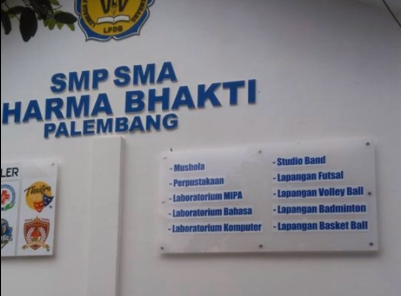 LPDB
SMP SMA
HARMA BHAKTI
PALEMBANG
LER
- Mushola
- Perpustakaan
- Laboratorium MIPA
- Laboratorium Bahasa
- Laboratorium Komputer
- Studio Band
- Lapangan Futsal
- Lapangan Volley Ball
- Lapangan Badminton
- Lapangan Basket Ball